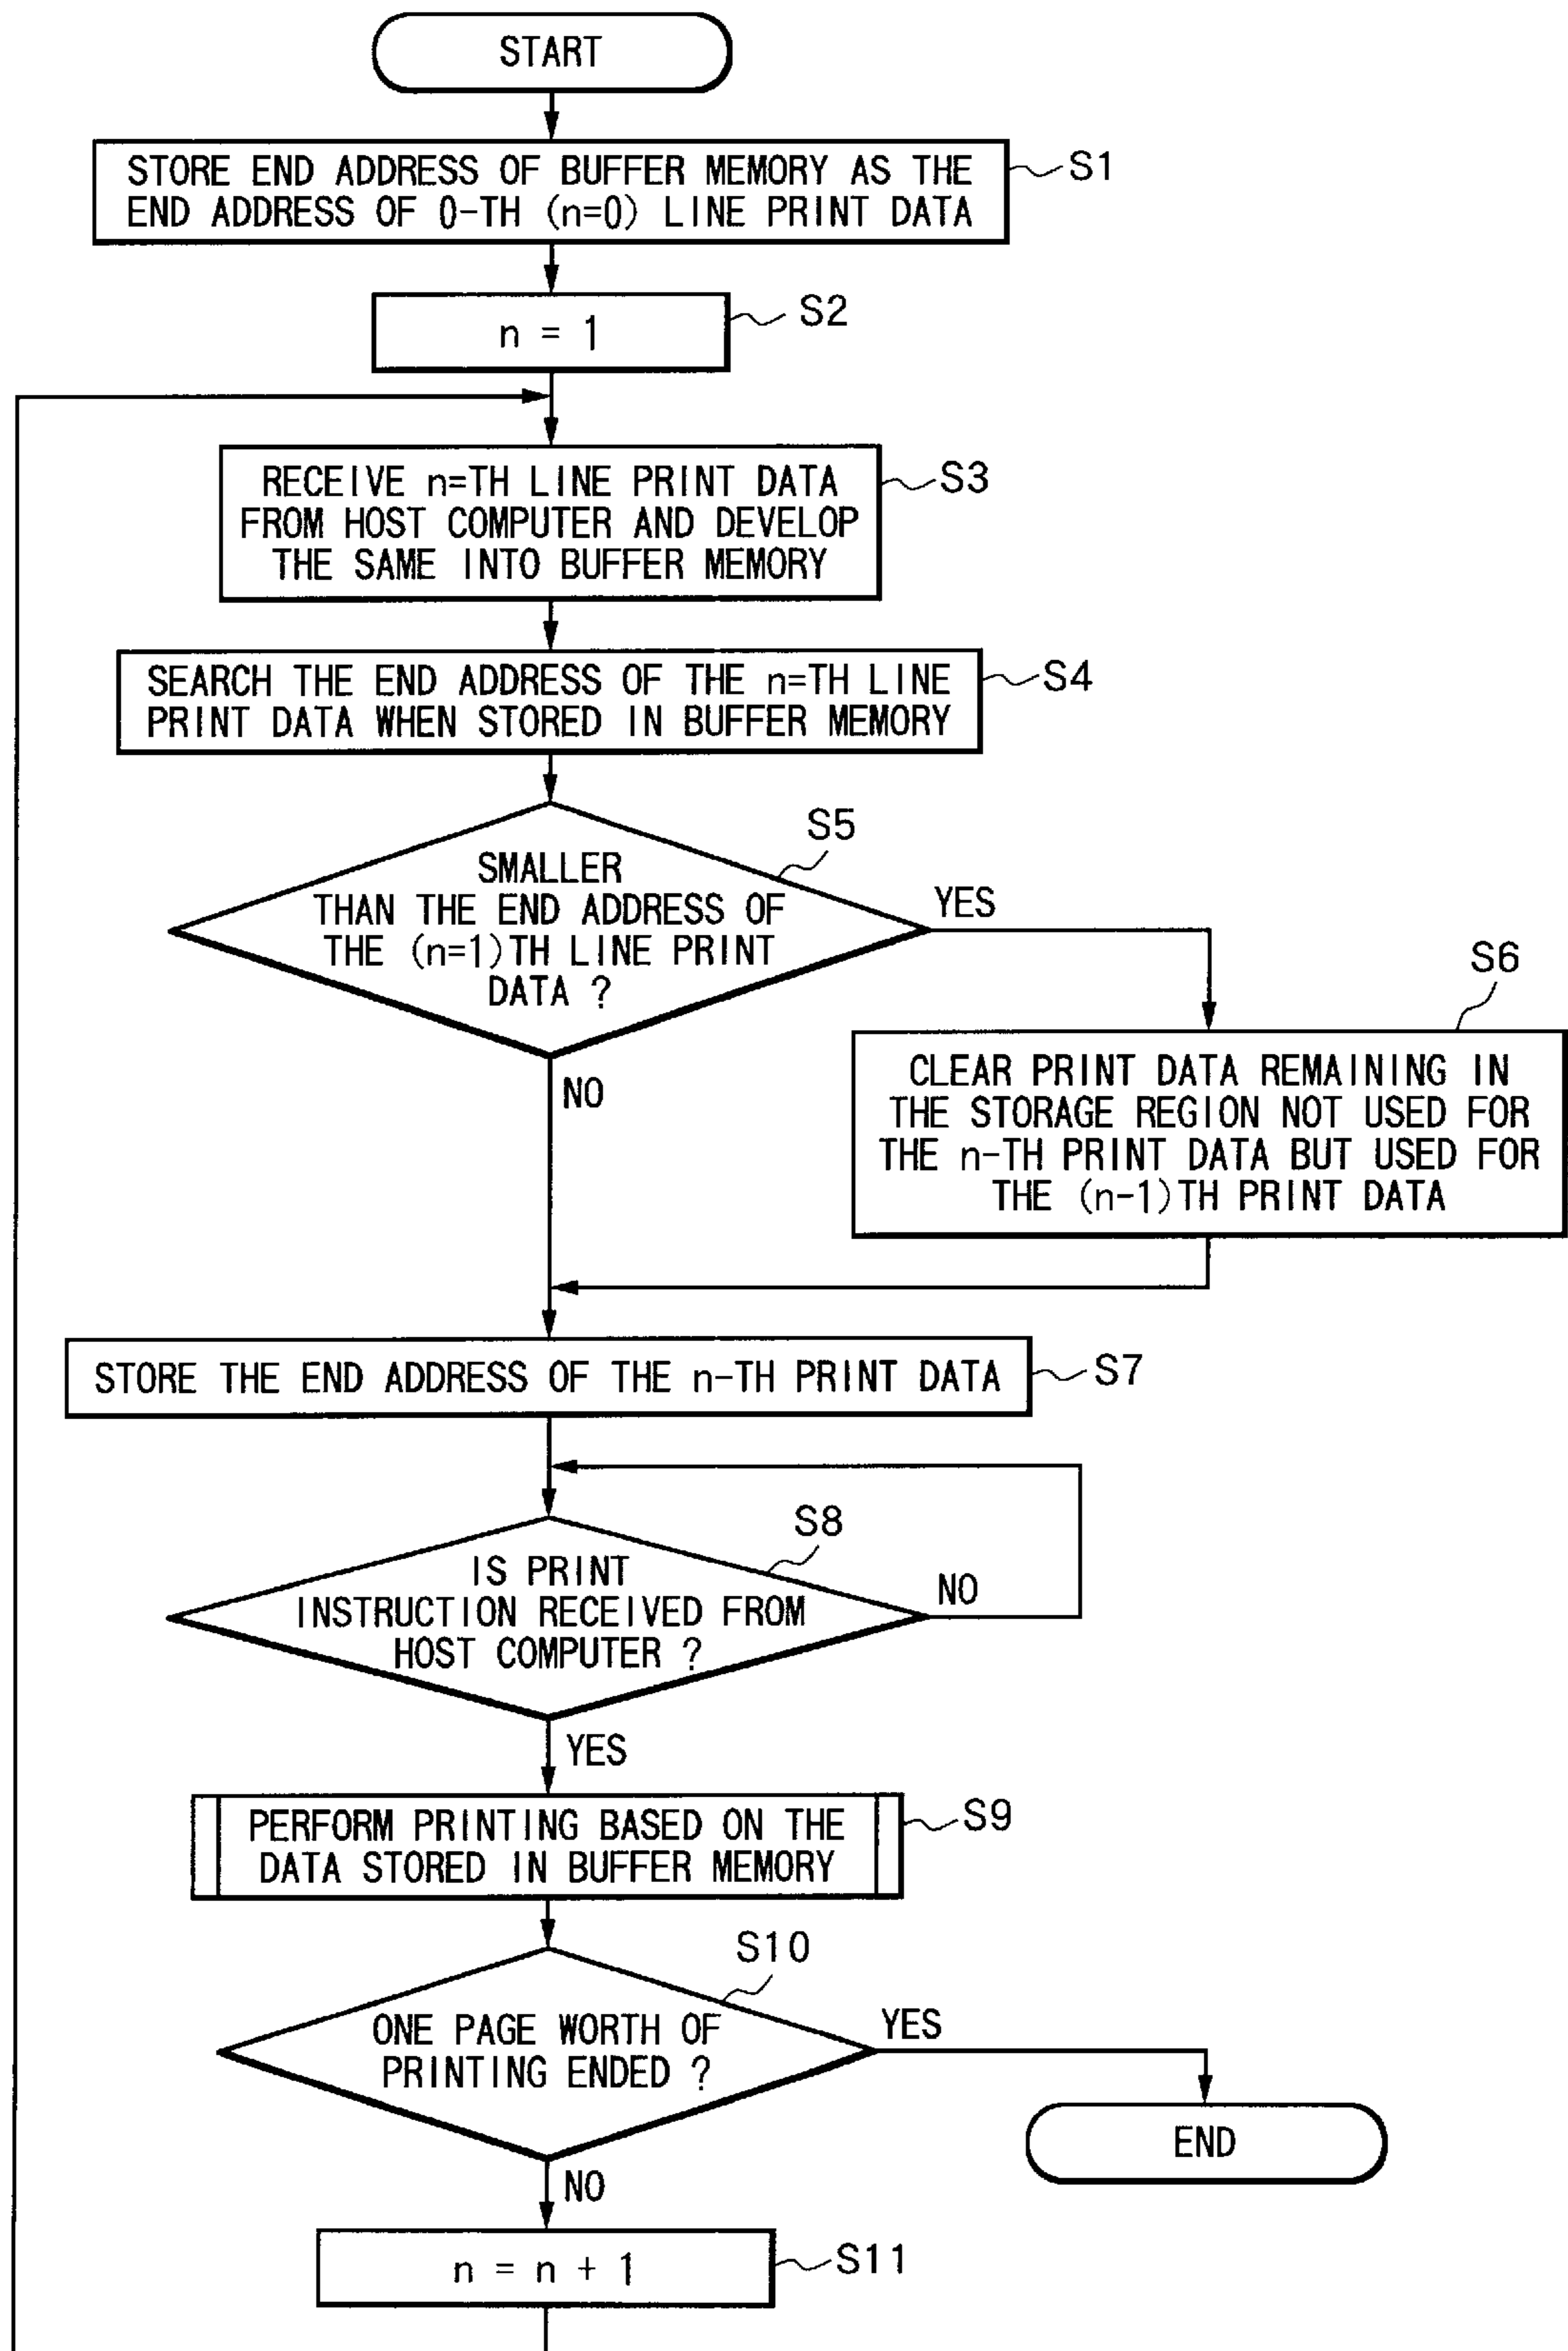 START
STORE END ADDRESS OF BUFFER MEMORY AS THE
END ADDRESS OF 0-TH (n=0) LINE PRINT DATA
S1
n = 1
S2
RECEIVE n=TH LINE PRINT DATA
FROM HOST COMPUTER AND DEVELOP
THE SAME INTO BUFFER MEMORY
S3
SEARCH THE END ADDRESS OF THE n=TH LINE
PRINT DATA WHEN STORED IN BUFFER MEMORY
S4
S5
SMALLER
THAN THE END ADDRESS OF
THE (n=1)TH LINE PRINT
DATA ?
YES
NO
S6
CLEAR PRINT DATA REMAINING IN
THE STORAGE REGION NOT USED FOR
THE n-TH PRINT DATA BUT USED FOR
THE (n-1)TH PRINT DATA
STORE THE END ADDRESS OF THE n-TH PRINT DATA
S7
S8
IS PRINT
INSTRUCTION RECEIVED FROM
HOST COMPUTER ?
NO
YES
PERFORM PRINTING BASED ON THE
DATA STORED IN BUFFER MEMORY
S9
S10
ONE PAGE WORTH OF
PRINTING ENDED ?
YES
END
NO
n = n + 1
S11